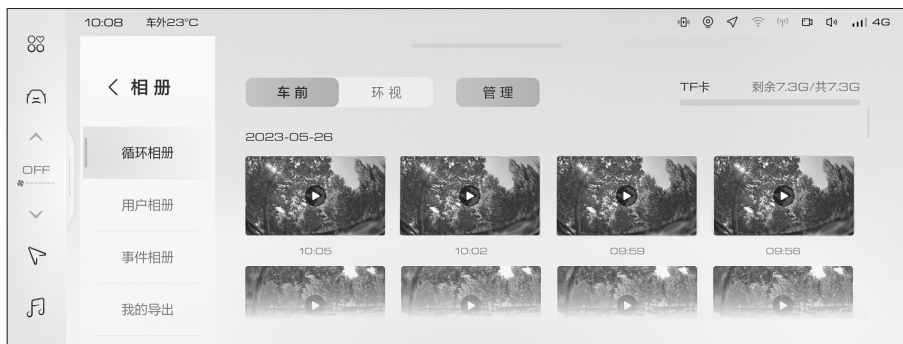 10:08 车外23°C
4G
OFF
相册
循环相册
用户相册
事件相册
我的导出
车前 环视 管理
TF卡 剩余7.3G/共7.3G
2023-05-26
10:05 10:02 09:59 09:56